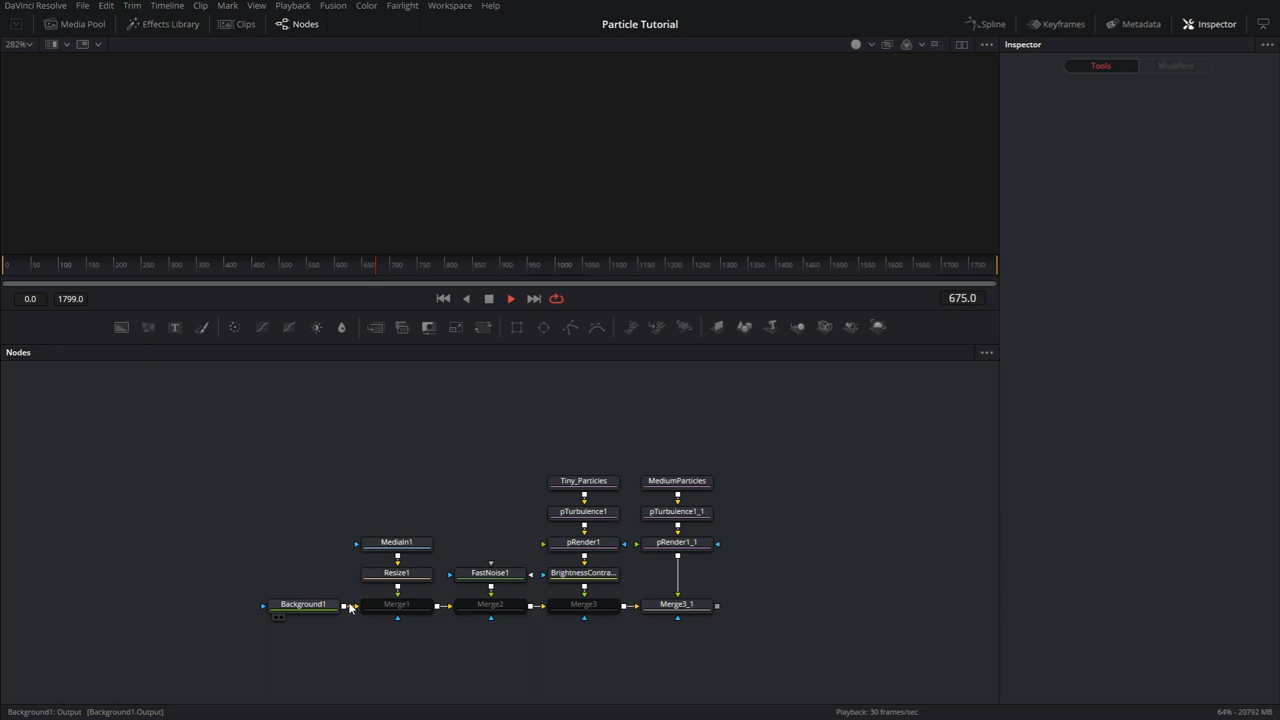 DaVinci Resolve File Edit Trim Timeline Clip Mark View Playback Fusion Color Fairlight Workspace Help
Media Pool Effects Library Clips Nodes Particle Tutorial Spline Keyframes Metadata Inspector
282% Inspector
Tools Modifiers
0 50 100 150 200 250 300 350 400 450 500 550 600 650 700 750 800 850 900 950 1000 1050 1100 1150 1200 1250 1300 1350 1400 1450 1500 1550 1600 1650 1700 1750
0.0 1799.0 675.0
T
Nodes
Tiny_Particles MediumParticles
pTurbulence1 pTurbulence1_1
MediaIn1 pRender1 pRender1_1
Resize1 FastNoise1 BrightnessContra...
Background1 Merge1 Merge2 Merge3 Merge3_1
Background1: Output [Background1.Output] Playback: 30 frames/sec 64% - 20792 MB